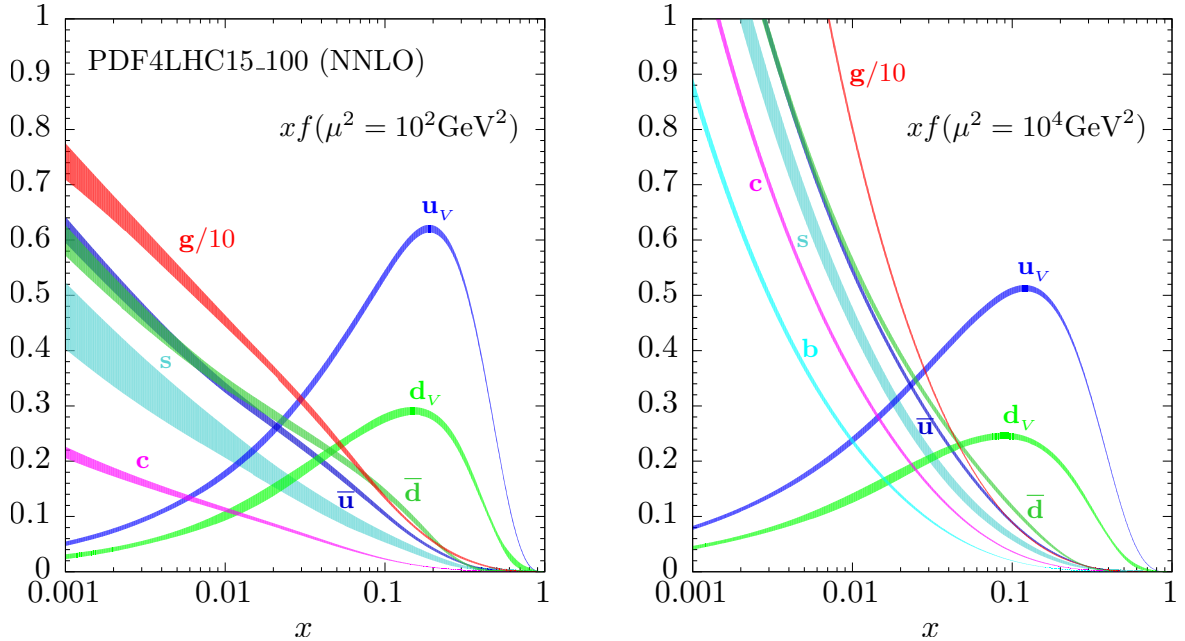 1
0.9
0.8
0.7
0.6
0.5
0.4
0.3
0.2
0.1
0
0.001
0.01
0.1
1
x
PDF4LHC15_100 (NNLO)
xf(μ² = 10²GeV²)
g/10
u_V
s
d_V
c
u̅
d̅
1
0.9
0.8
0.7
0.6
0.5
0.4
0.3
0.2
0.1
0
0.001
0.01
0.1
1
x
g/10
xf(μ² = 10⁴GeV²)
c
s
u_V
b
u̅
d_V
d̅